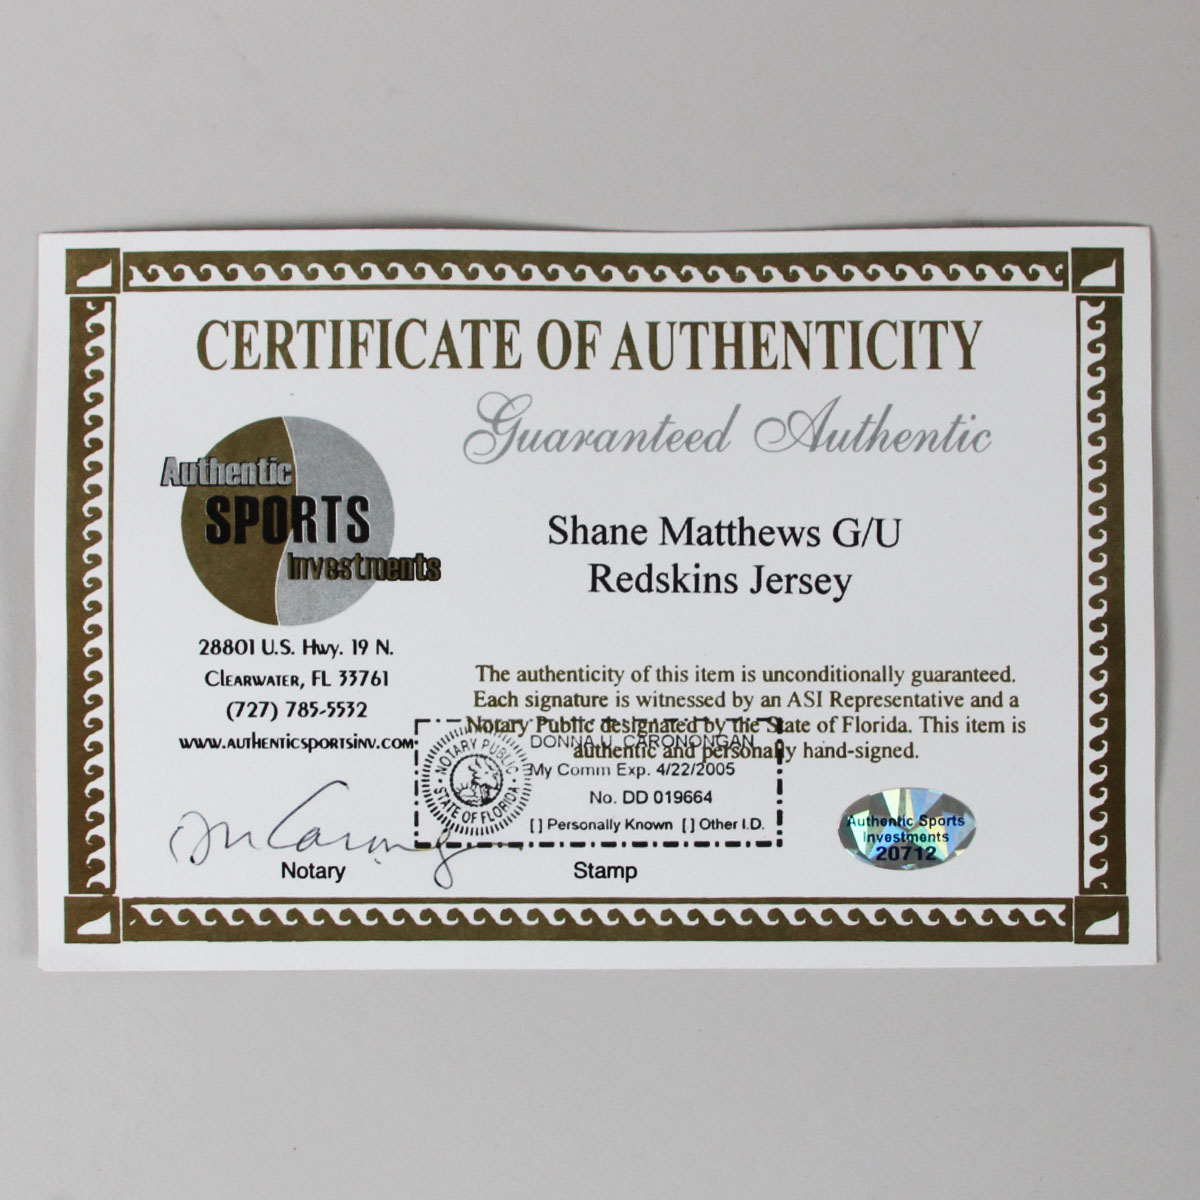 CERTIFICATE OF AUTHENTICITY
Guaranteed Authentic
Authentic
SPORTS
Investments
28801 U.S. Hwy. 19 N.
Clearwater, FL 33761
(727) 785-5532
www.authenticsportsinv.com
Shane Matthews G/U
Redskins Jersey
The authenticity of this item is unconditionally guaranteed.
Each signature is witnessed by an ASI Representative and a
Notary Public designated by the State of Florida. This item is
authentic and personally hand-signed.
NOTARY PUBLIC
STATE OF FLORIDA
DONNA U. CARONONGAN
My Comm Exp. 4/22/2005
No. DD 019664
[ ] Personally Known [ ] Other I.D.
Notary
Stamp
Authentic Sports
Investments
20712